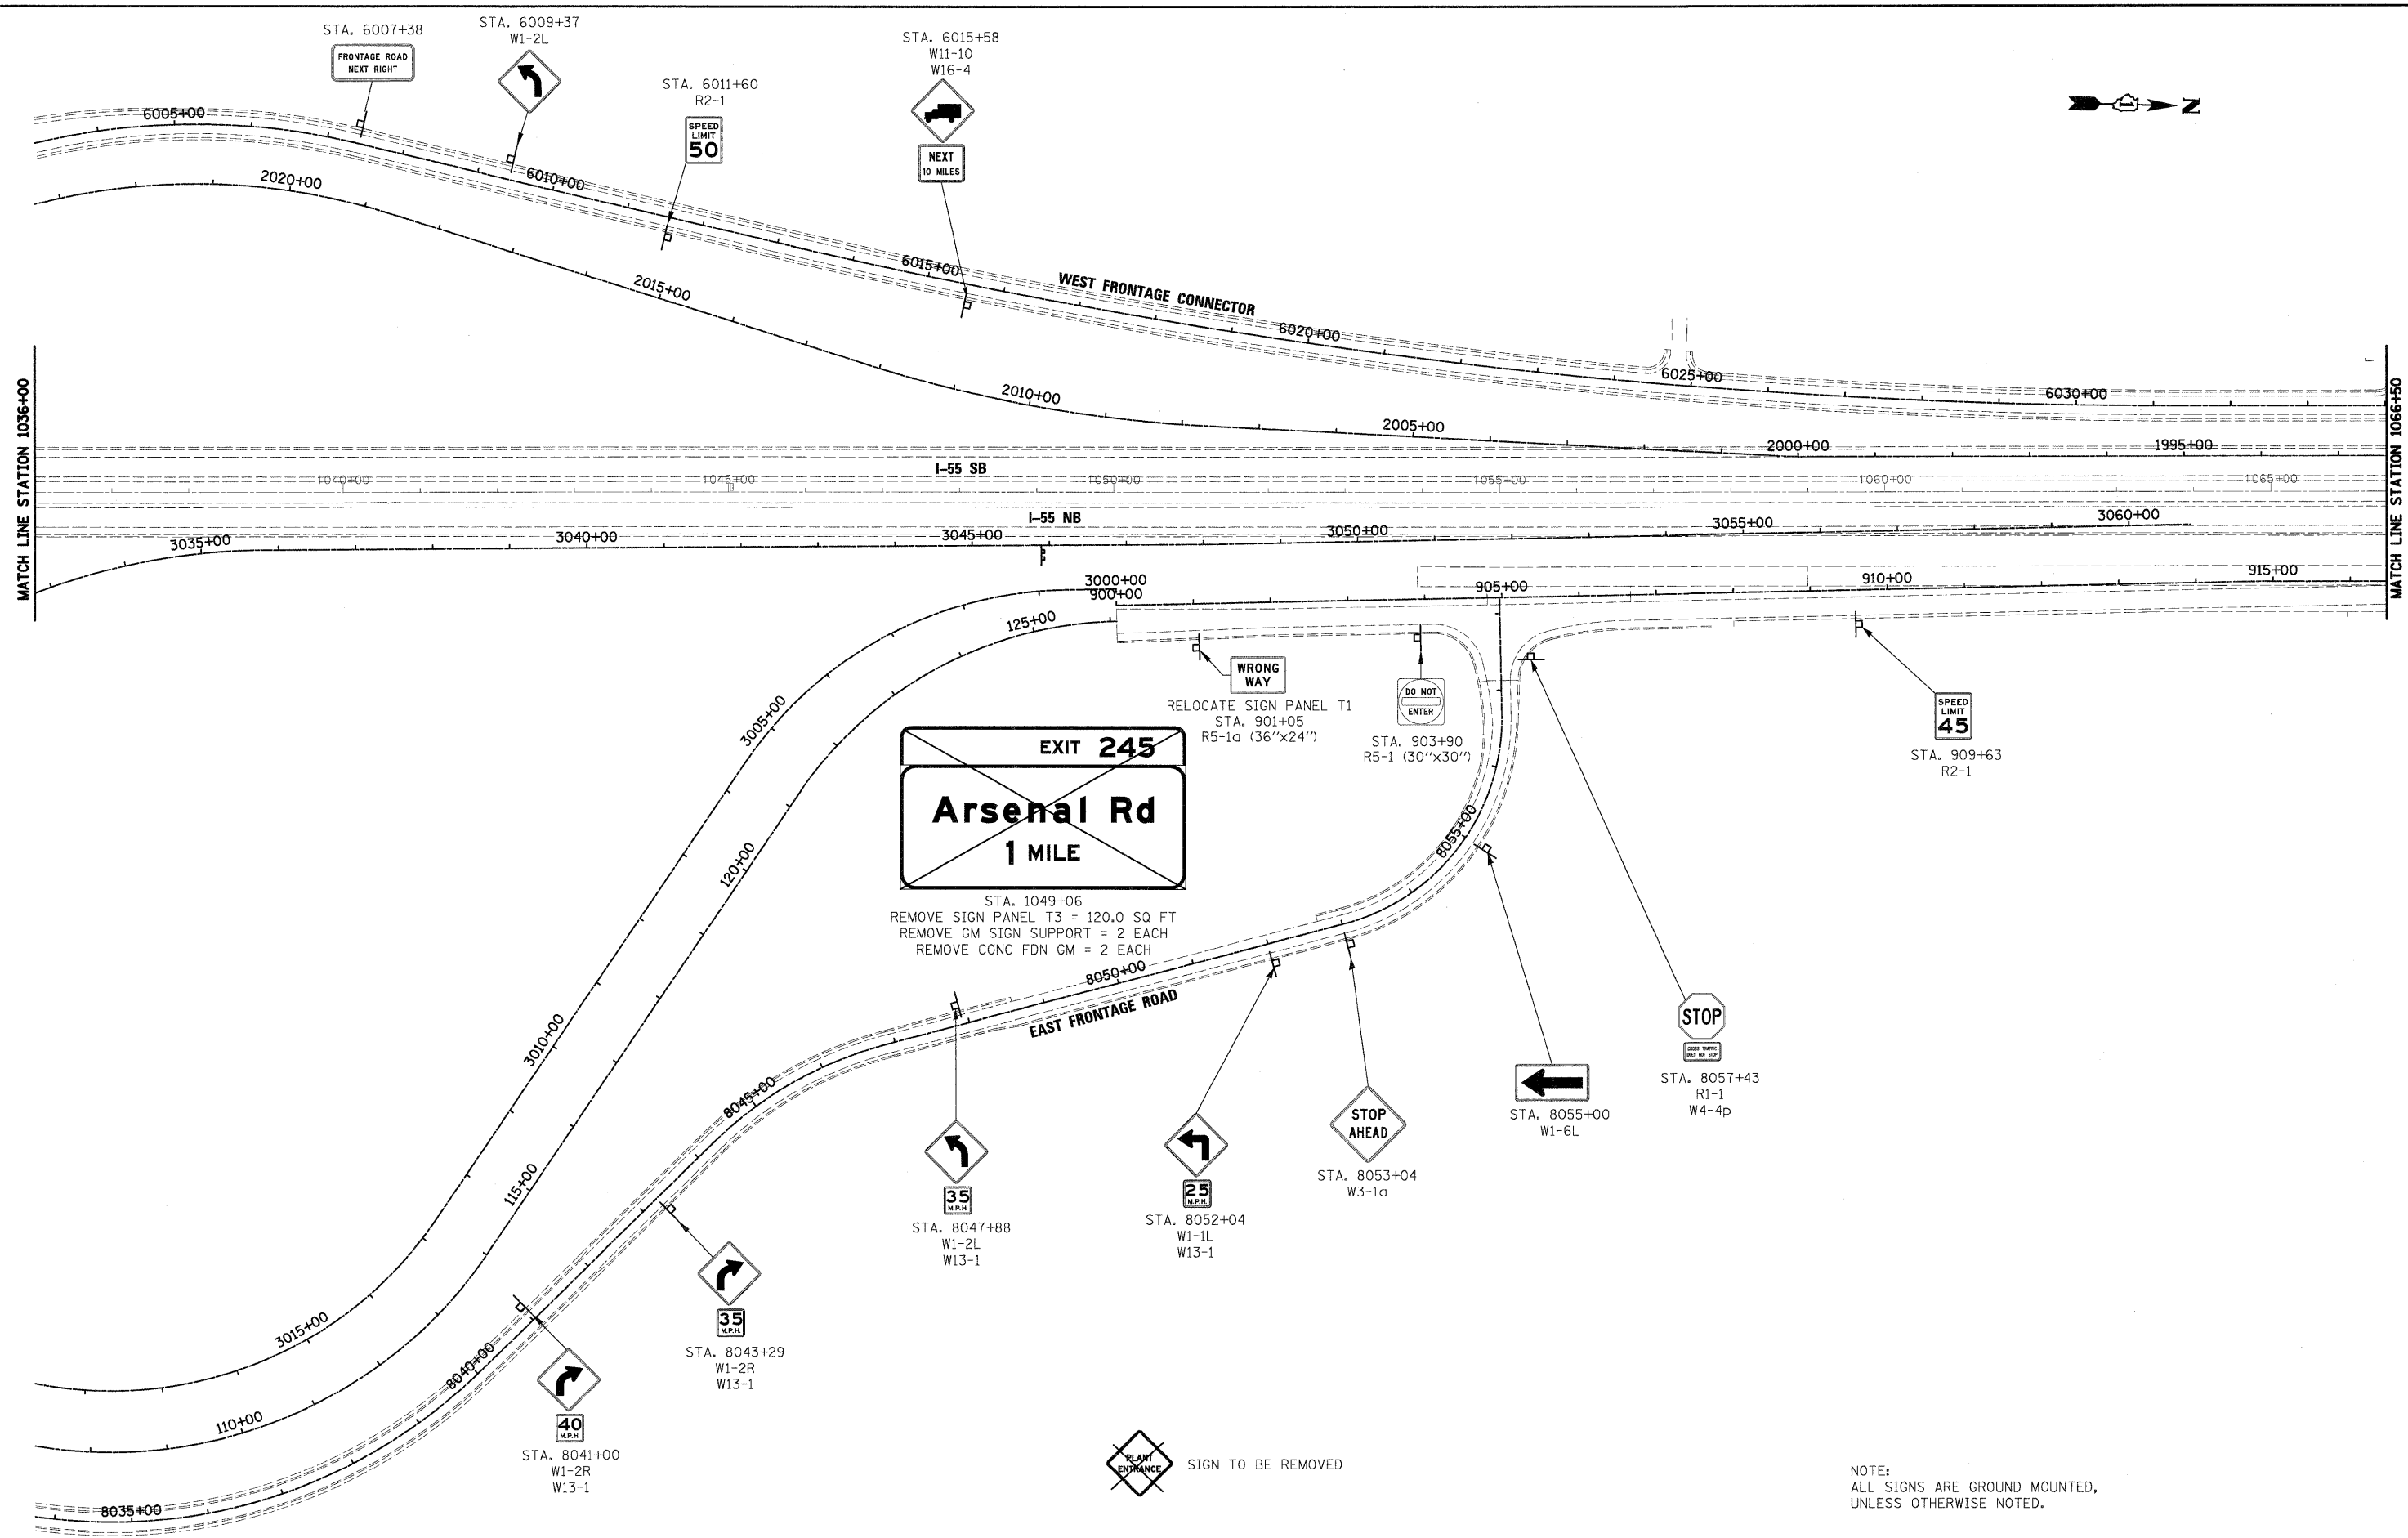 STA. 6007+38
FRONTAGE ROAD
NEXT RIGHT
STA. 6009+37
W1-2L
STA. 6011+60
R2-1
SPEED
LIMIT
50
STA. 6015+58
W11-10
W16-4
NEXT
10 MILES
N
6005+00
6010+00
6015+00
6020+00
6025+00
6030+00
WEST FRONTAGE CONNECTOR
2020+00
2015+00
2010+00
2005+00
2000+00
1995+00
MATCH LINE STATION 1036+00
MATCH LINE STATION 1066+50
I-55 SB
1040+00
1045+00
1050+00
1055+00
1060+00
1065+00
I-55 NB
3035+00
3040+00
3045+00
3050+00
3055+00
3060+00
3000+00
900+00
905+00
910+00
915+00
125+00
3005+00
120+00
3010+00
115+00
3015+00
110+00
WRONG
WAY
RELOCATE SIGN PANEL T1
STA. 901+05
R5-1a (36"x24")
DO NOT
ENTER
STA. 903+90
R5-1 (30"x30")
SPEED
LIMIT
45
STA. 909+63
R2-1
EXIT 245
Arsenal Rd
1 MILE
STA. 1049+06
REMOVE SIGN PANEL T3 = 120.0 SQ FT
REMOVE GM SIGN SUPPORT = 2 EACH
REMOVE CONC FDN GM = 2 EACH
8055+00
8050+00
EAST FRONTAGE ROAD
8045+00
8040+00
8035+00
STOP
CROSS TRAFFIC
DOES NOT STOP
STA. 8057+43
R1-1
W4-4p
STA. 8055+00
W1-6L
STOP
AHEAD
STA. 8053+04
W3-1a
25
M.P.H.
STA. 8052+04
W1-1L
W13-1
35
M.P.H.
STA. 8047+88
W1-2L
W13-1
35
M.P.H.
STA. 8043+29
W1-2R
W13-1
40
M.P.H.
STA. 8041+00
W1-2R
W13-1
PLANT
ENTRANCE
SIGN TO BE REMOVED
NOTE:
ALL SIGNS ARE GROUND MOUNTED,
UNLESS OTHERWISE NOTED.